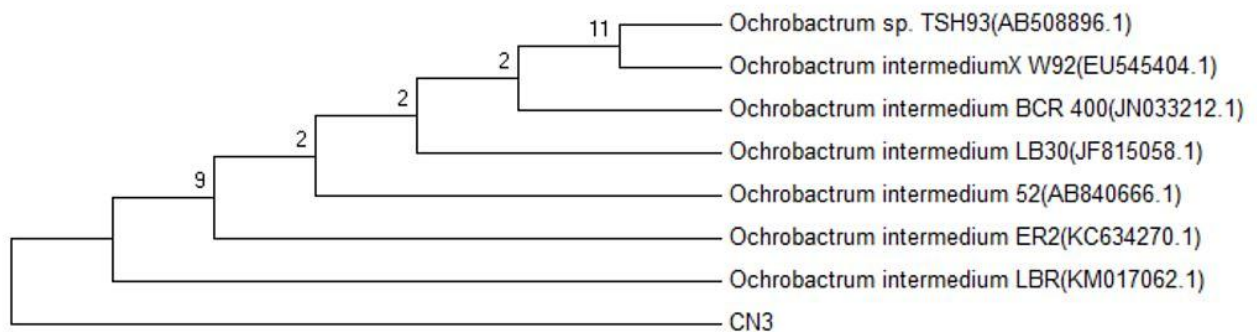 11
Ochrobactrum sp. TSH93(AB508896.1)
2
Ochrobactrum intermediumX W92(EU545404.1)
2
Ochrobactrum intermedium BCR 400(JN033212.1)
2
Ochrobactrum intermedium LB30(JF815058.1)
9
Ochrobactrum intermedium 52(AB840666.1)
Ochrobactrum intermedium ER2(KC634270.1)
Ochrobactrum intermedium LBR(KM017062.1)
CN3